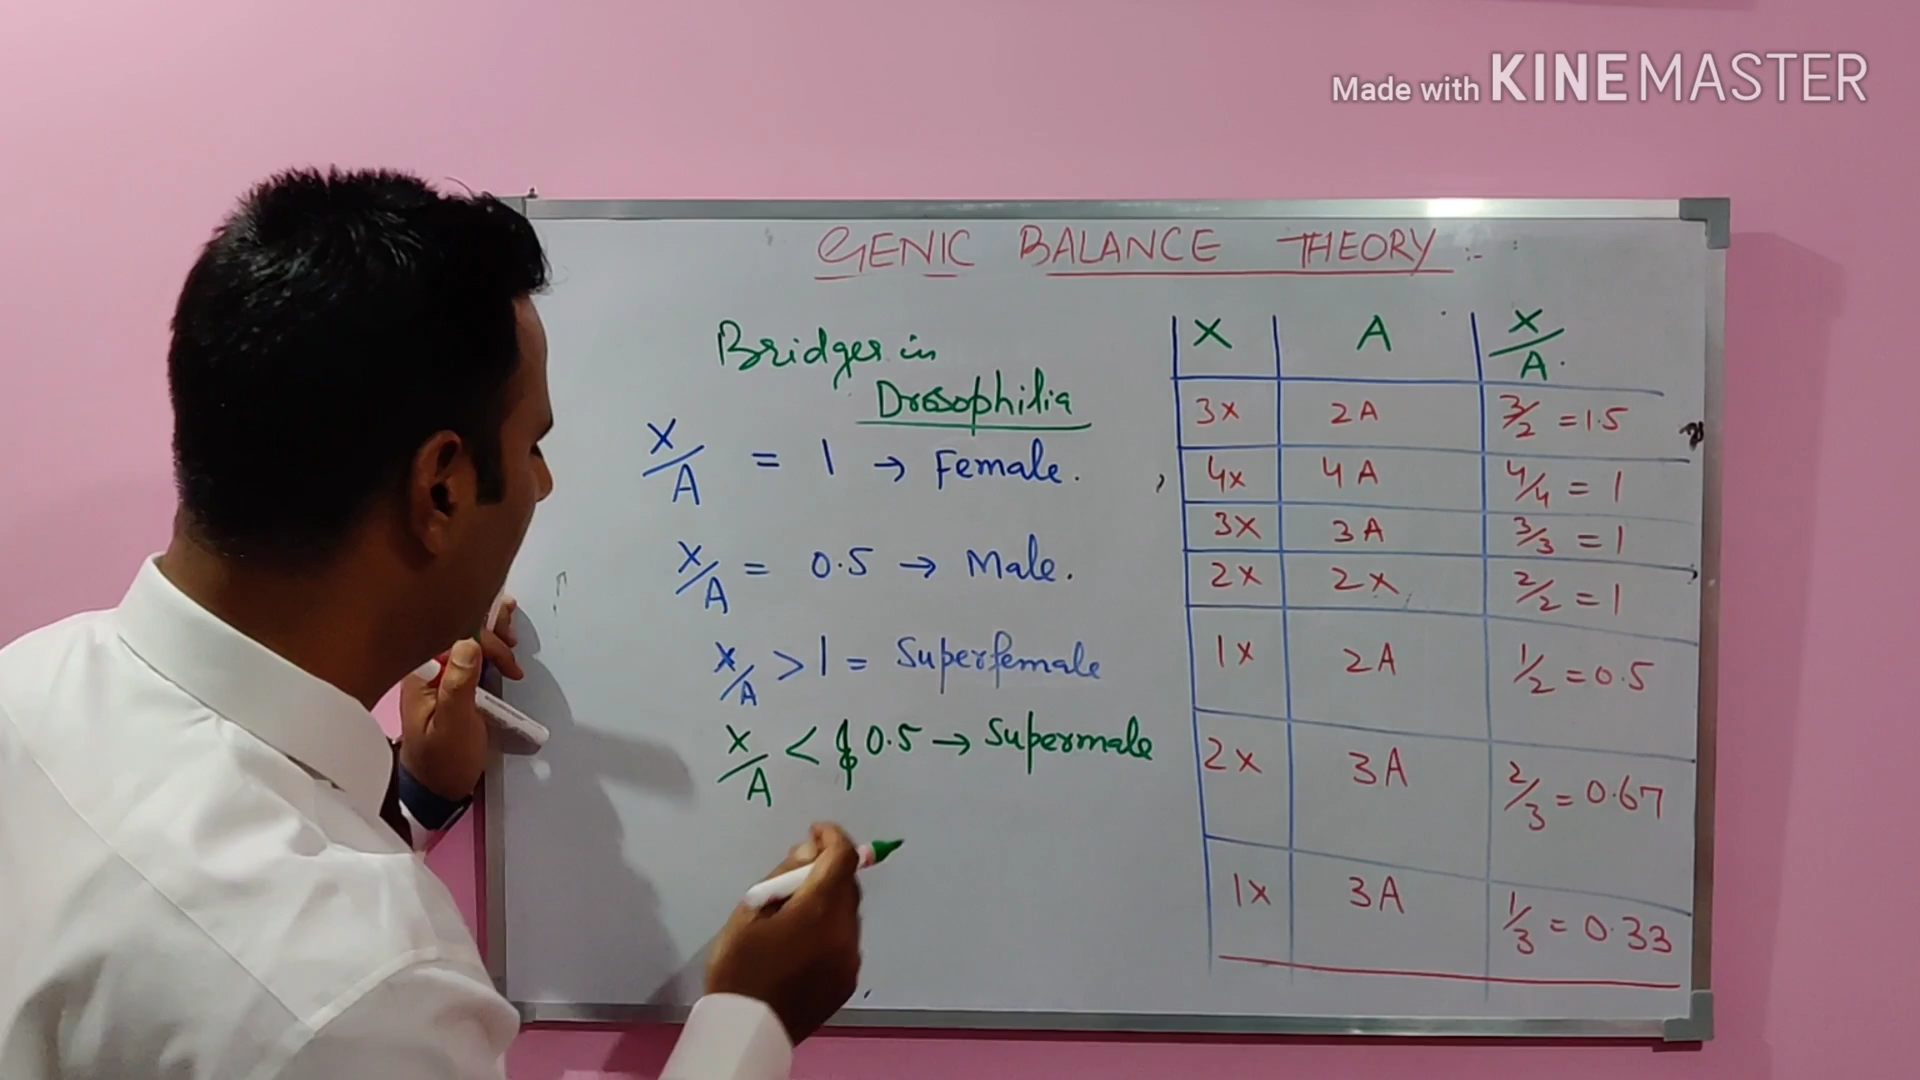 Made with KINEMASTER
GENIC BALANCE THEORY :-
Bridges in
Drosophilia
X/A = 1 → Female.
X/A = 0.5 → Male.
X/A > 1 = Superfemale
X/A < 0.5 → Supermale
X A X/A.
3X 2A 3/2 = 1.5
4X 4A 4/4 = 1
3X 3A 3/3 = 1
2X 2X 2/2 = 1
1X 2A 1/2 = 0.5
2X 3A 2/3 = 0.67
1X 3A 1/3 = 0.33